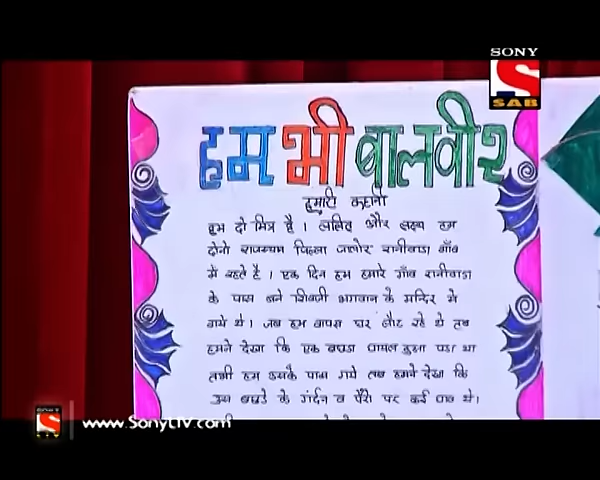 SONY
S
SAB
हम भी बालवीर
हमारी कहानी
हम दो मित्र है। ललित और लक्ष्य हम
दोनो राजस्थान जिल्ला जालोर रानीवाडा गाँव
में रहते है। एक दिन हम हमारे गाँव रानीवाडा
के पास बने शिवजी भगवान के मन्दिर मे
गये थे। जब हम वापस घर लौट रहे थे तब
हमने देखा कि एक बछडा घायल हुआ पडा था
तभी हम उसके पास गये तब हमने देखा कि
उस बछडे के गर्दन व पैरो पर कई घाव थे।
www.SonyLIV.com